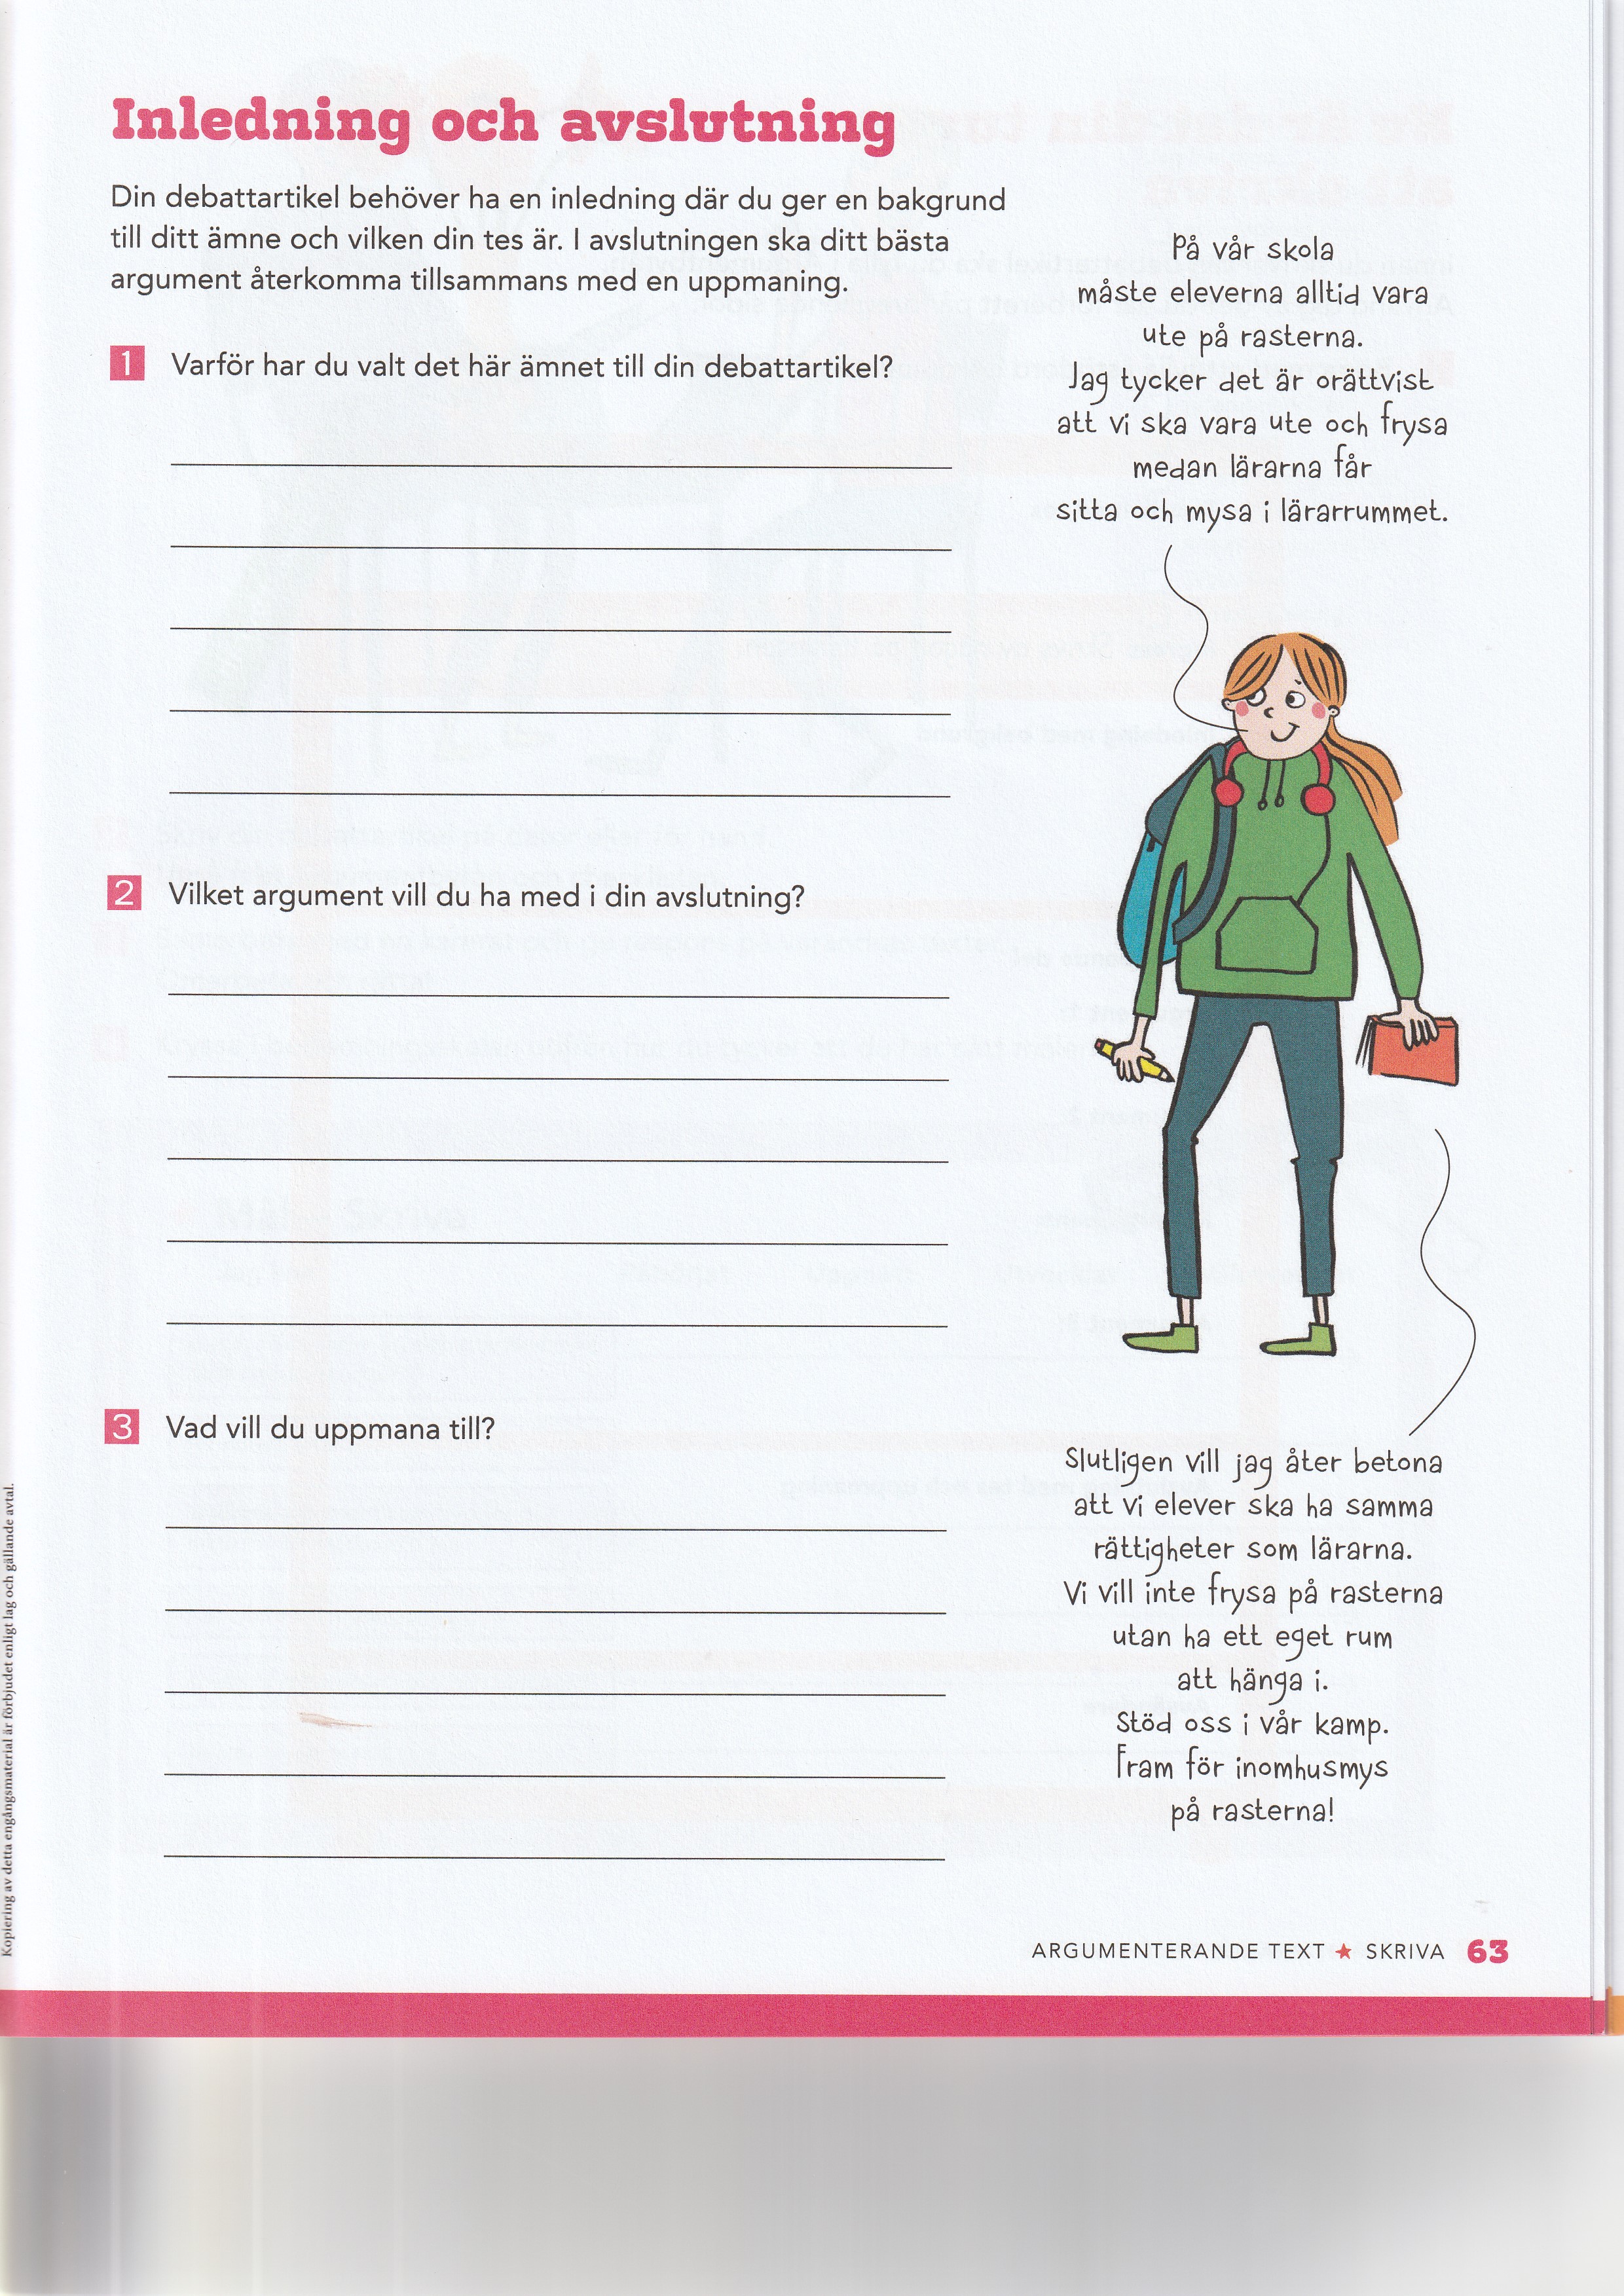 Inledning och avslutning
Din debattartikel behöver ha en inledning där du ger en bakgrund
till ditt ämne och vilken din tes är. I avslutningen ska ditt bästa
argument återkomma tillsammans med en uppmaning.
1 Varför har du valt det här ämnet till din debattartikel?
På vår skola
måste eleverna alltid vara
ute på rasterna.
Jag tycker det är orättvist
att vi ska vara ute och frysa
medan lärarna får
sitta och mysa i lärarrummet.
2 Vilket argument vill du ha med i din avslutning?
3 Vad vill du uppmana till?
Slutligen vill jag åter betona
att vi elever ska ha samma
rättigheter som lärarna.
Vi vill inte frysa på rasterna
utan ha ett eget rum
att hänga i.
Stöd oss i vår kamp.
Fram för inomhusmys
på rasterna!
Kopiering av detta engångsmaterial är förbjudet enligt lag och gällande avtal.
ARGUMENTERANDE TEXT ★ SKRIVA 63